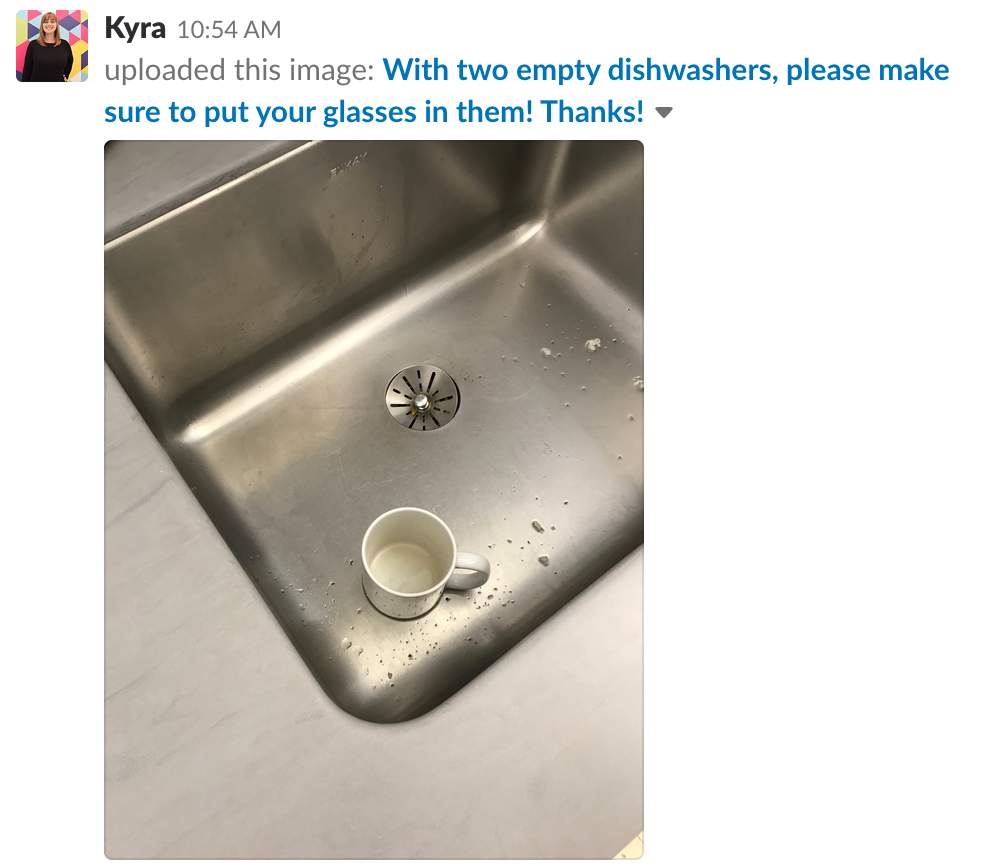 Kyra 10:54 AM
uploaded this image: With two empty dishwashers, please make
sure to put your glasses in them! Thanks!